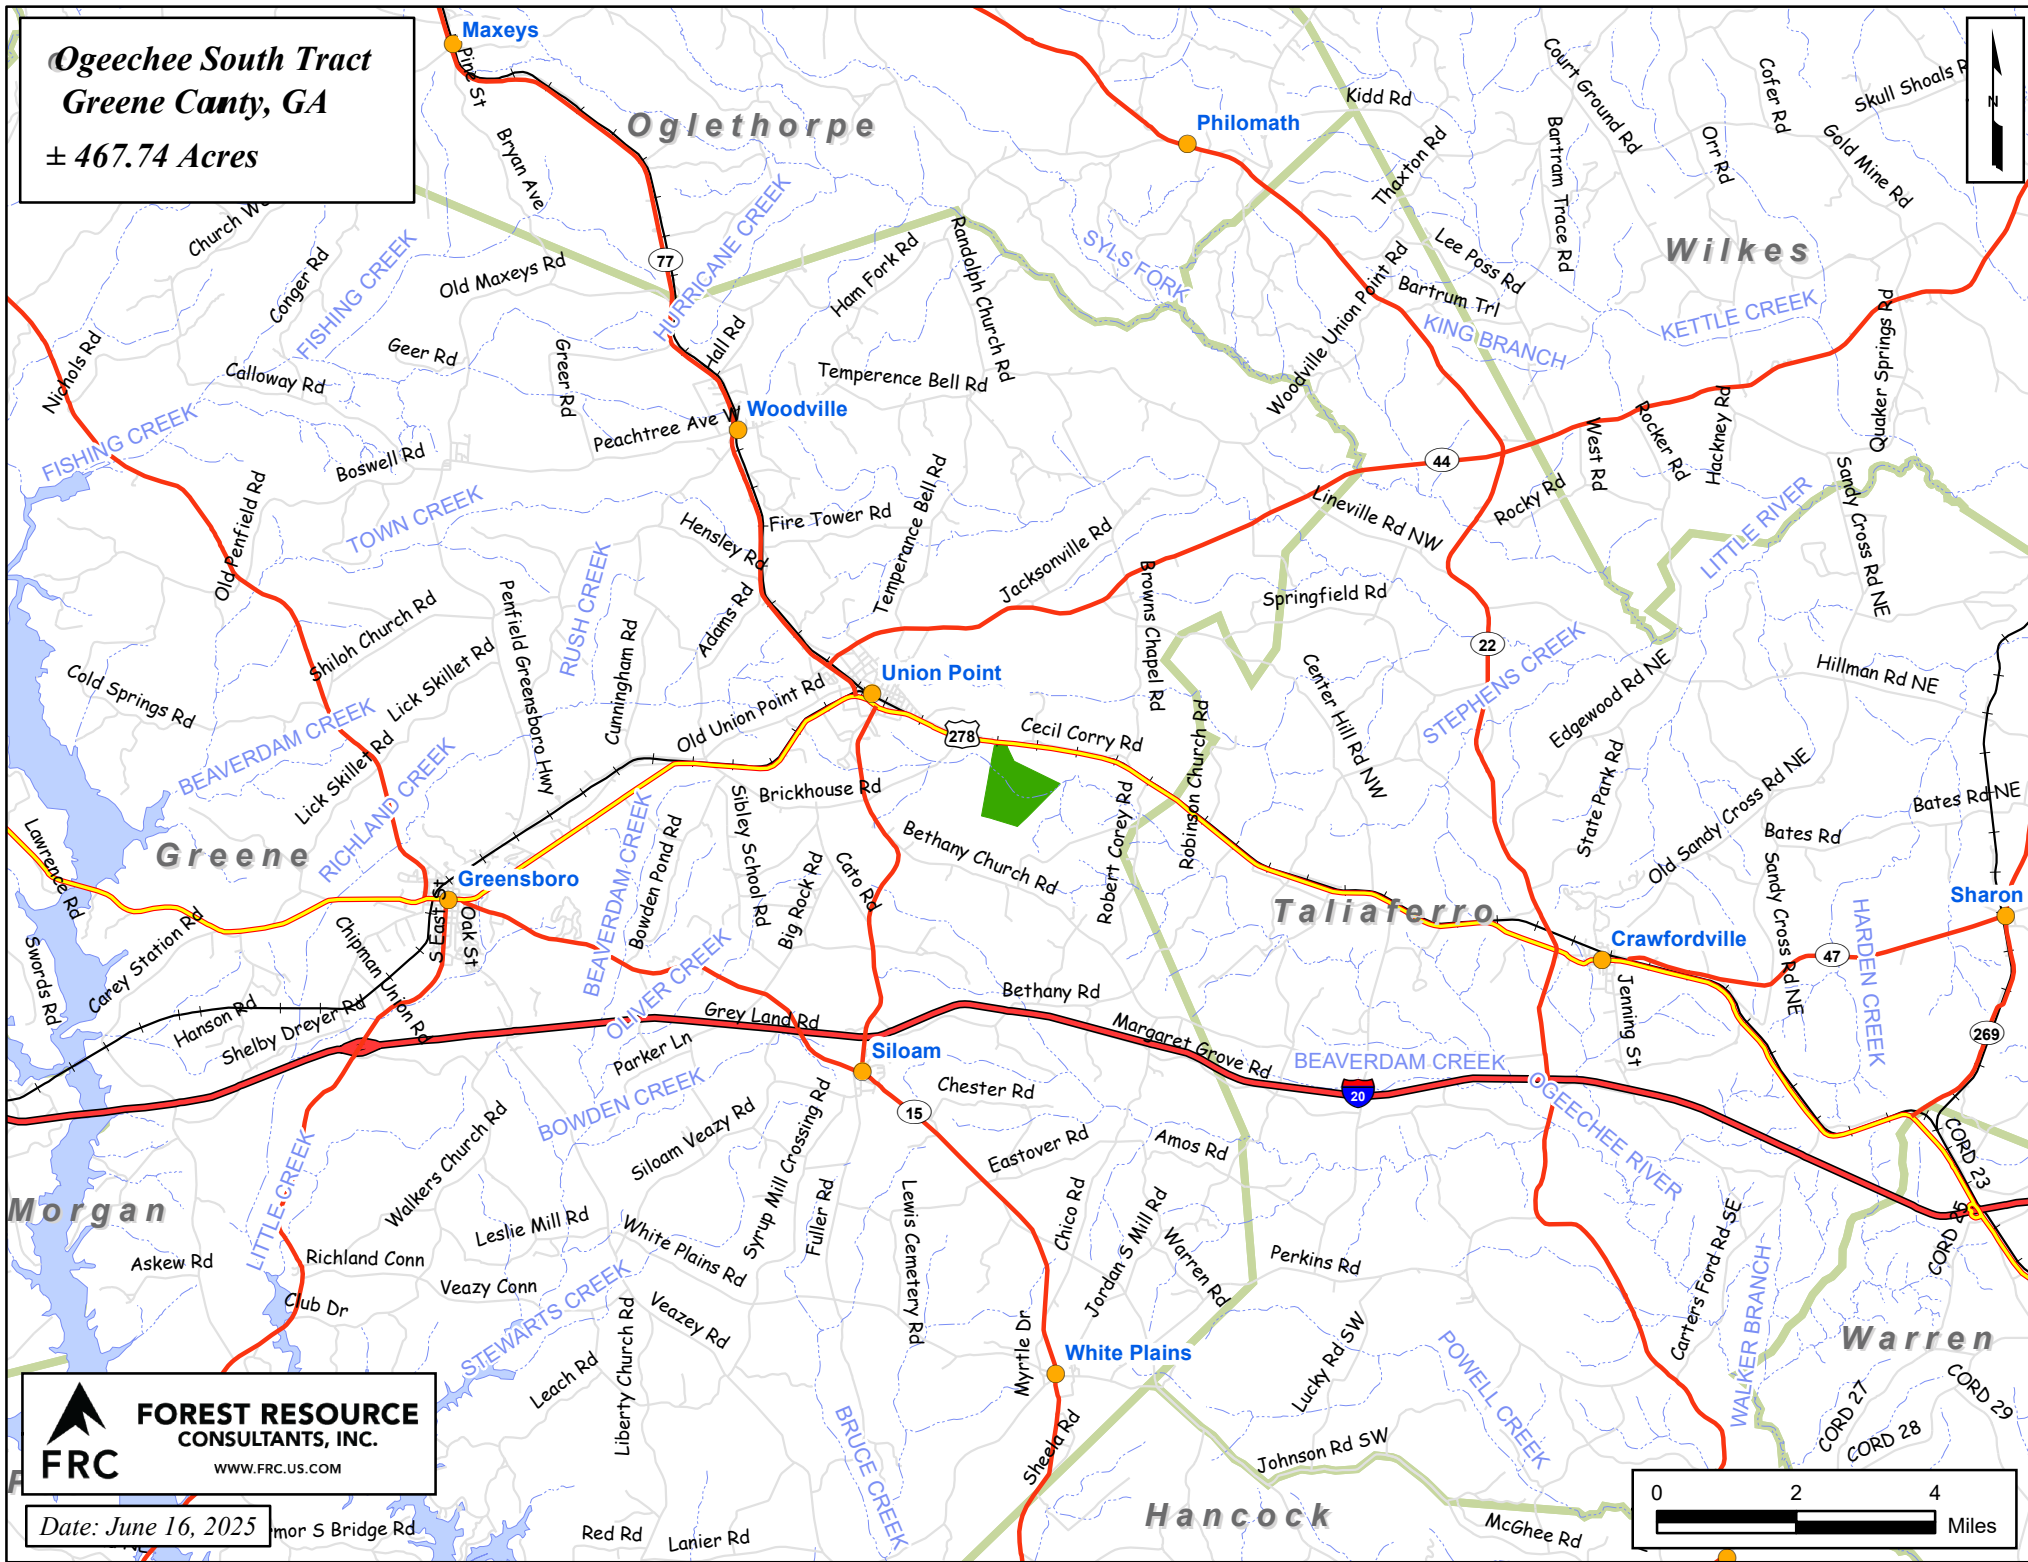 Ogeechee South Tract
Greene County, GA
± 467.74 Acres
N
Maxeys
Pine St
Bryan Ave
Oglethorpe
Philomath
Kidd Rd
Court Ground Rd
Cofer Rd
Skull Shoals R
Gold Mine Rd
Orr Rd
Bartram Trace Rd
Thaxton Rd
Wilkes
Church Wo
Conger Rd
FISHING CREEK
Old Maxeys Rd
77
HURRICANE CREEK
Ham Fork Rd
Randolph Church Rd
SYLS FORK
Woodville Union Point Rd
Lee Poss Rd
Bartrum Trl
KING BRANCH
KETTLE CREEK
Quaker Springs Rd
Nichols Rd
Geer Rd
Calloway Rd
Greer Rd
Hall Rd
Temperence Bell Rd
Woodville
Peachtree Ave W
FISHING CREEK
Boswell Rd
Old Penfield Rd
TOWN CREEK
Hensley Rd
Fire Tower Rd
Temperance Bell Rd
Jacksonville Rd
44
Lineville Rd NW
Rocky Rd
West Rd
Rocker Rd
Hackney Rd
Sandy Cross Rd NE
LITTLE RIVER
Penfield Greensboro Hwy
RUSH CREEK
Cunningham Rd
Adams Rd
Browns Chapel Rd
Springfield Rd
22
Shiloh Church Rd
Lick Skillet Rd
Cold Springs Rd
BEAVERDAM CREEK
Lick Skillet Rd
RICHLAND CREEK
Old Union Point Rd
Union Point
278
Cecil Corry Rd
Robinson Church Rd
Center Hill Rd NW
STEPHENS CREEK
Edgewood Rd NE
Hillman Rd NE
State Park Rd
Old Sandy Cross Rd NE
Bates Rd NE
Bates Rd
Brickhouse Rd
Sibley School Rd
Bowden Pond Rd
BEAVERDAM CREEK
Big Rock Rd
Cato Rd
Bethany Church Rd
Robert Corey Rd
Lawrence Rd
Greene
Greensboro
S East St
Oak St
Taliaferro
Crawfordville
Sandy Cross Rd NE
47
HARDEN CREEK
Sharon
269
Swords Rd
Carey Station Rd
Chipman Union Rd
Hanson Rd
Shelby Dreyer Rd
OLIVER CREEK
Grey Land Rd
Parker Ln
Bethany Rd
Margaret Grove Rd
BEAVERDAM CREEK
20
Jenning St
OGEECHEE RIVER
Siloam
Chester Rd
15
BOWDEN CREEK
LITTLE CREEK
Walkers Church Rd
Siloam Veazy Rd
Syrup Mill Crossing Rd
Fuller Rd
Lewis Cemetery Rd
Eastover Rd
Amos Rd
Chico Rd
Jordan S Mill Rd
Warren Rd
Perkins Rd
Carters Ford Rd SE
WALKER BRANCH
CORD 23
CORD 25
Morgan
Askew Rd
Richland Conn
Leslie Mill Rd
White Plains Rd
Veazy Conn
Club Dr
STEWARTS CREEK
Veazey Rd
Liberty Church Rd
Leach Rd
Myrtle Dr
White Plains
Lucky Rd SW
POWELL CREEK
Warren
CORD 27
CORD 28
CORD 29
BRUCE CREEK
Sheela Rd
Johnson Rd SW
Hancock
McGhee Rd
Red Rd
Lanier Rd
rmor S Bridge Rd
FRC
FOREST RESOURCE
CONSULTANTS, INC.
WWW.FRC.US.COM
Date: June 16, 2025
0 2 4
Miles